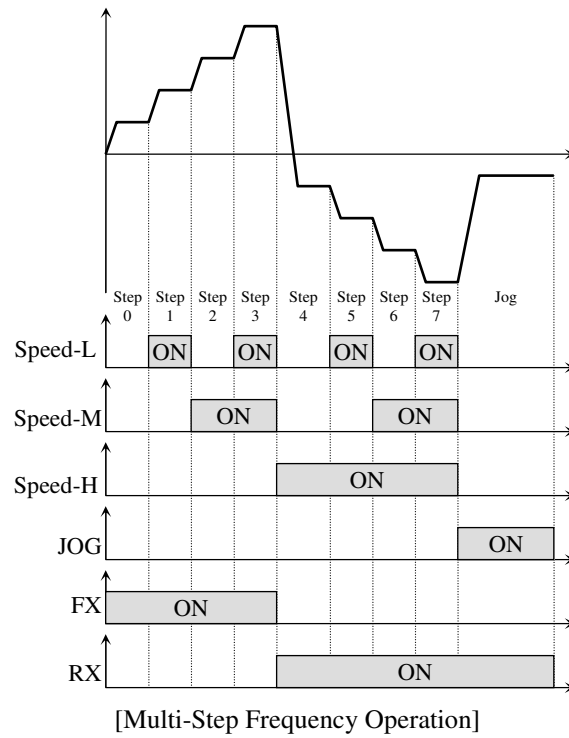 Step 0
Step 1
Step 2
Step 3
Step 4
Step 5
Step 6
Step 7
Jog
Speed-L
ON
ON
ON
ON
Speed-M
ON
ON
Speed-H
ON
JOG
ON
FX
ON
RX
ON
[Multi-Step Frequency Operation]